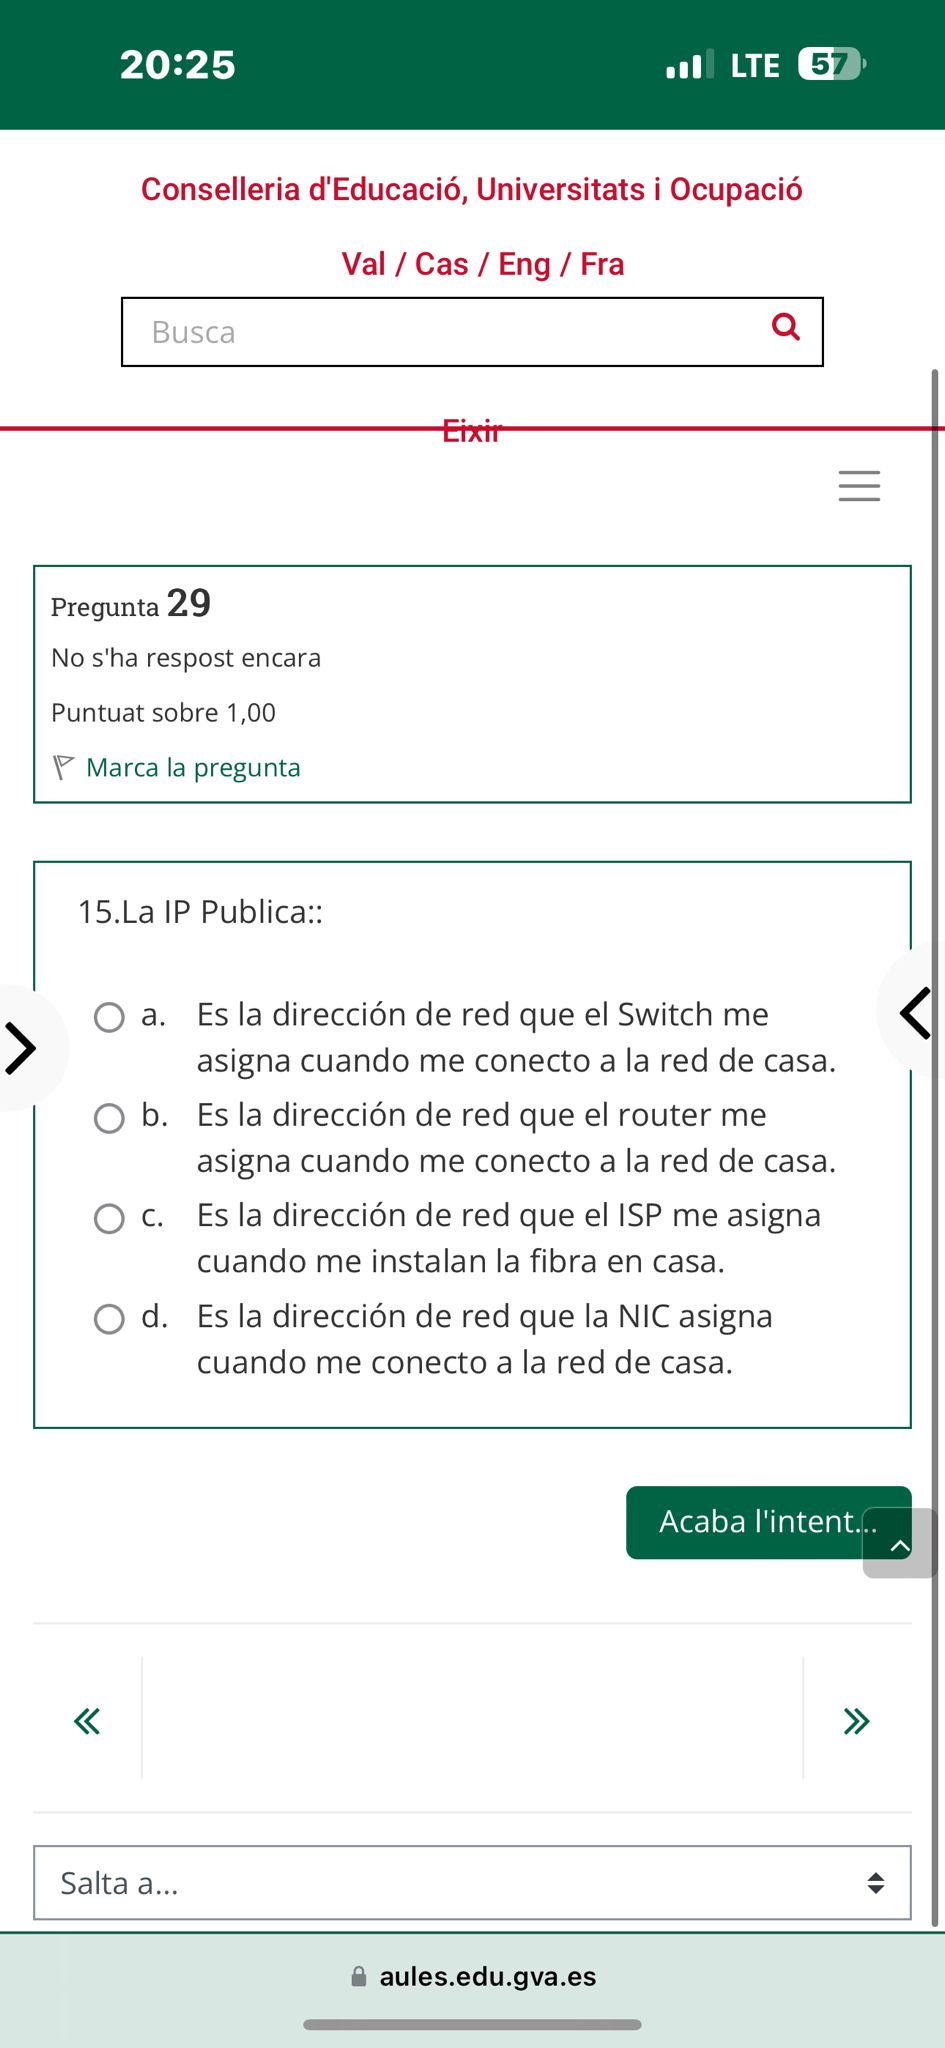 20:25
LTE
57
Conselleria d'Educació, Universitats i Ocupació
Val / Cas / Eng / Fra
Busca
Eixir
Pregunta 29
No s'ha respost encara
Puntuat sobre 1,00
Marca la pregunta
15.La IP Publica::
a. Es la dirección de red que el Switch me
asigna cuando me conecto a la red de casa.
b. Es la dirección de red que el router me
asigna cuando me conecto a la red de casa.
c. Es la dirección de red que el ISP me asigna
cuando me instalan la fibra en casa.
d. Es la dirección de red que la NIC asigna
cuando me conecto a la red de casa.
Acaba l'intent...
Salta a...
aules.edu.gva.es